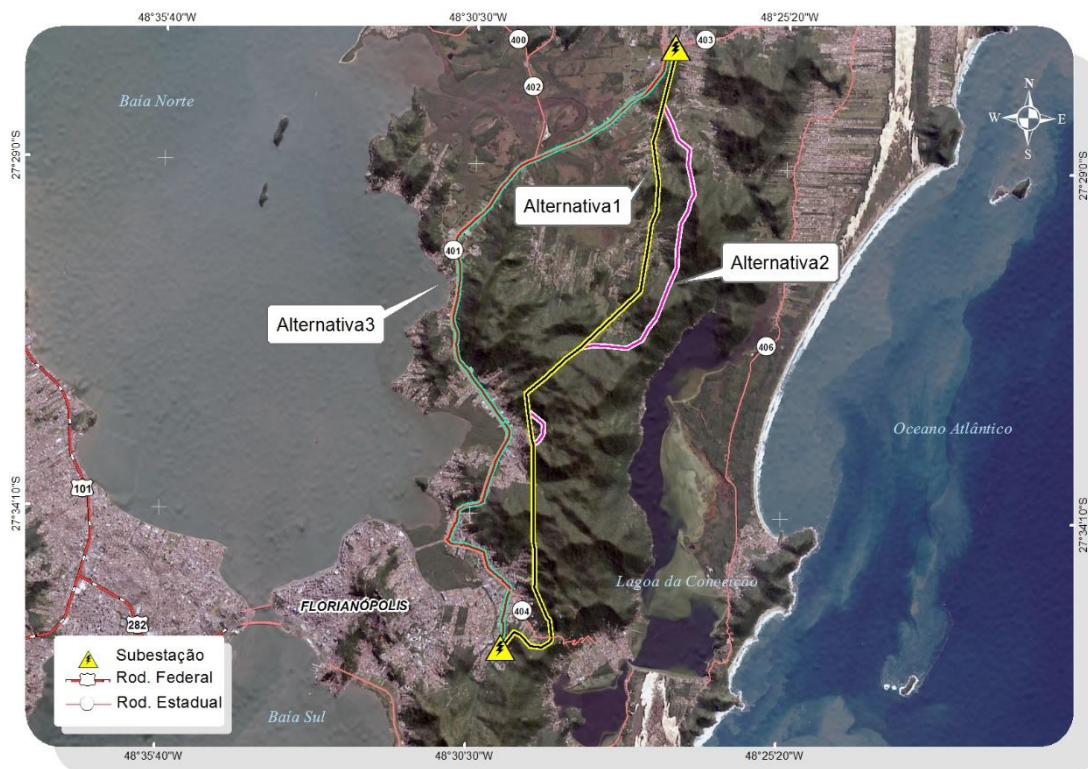 48°35'40"W
48°30'30"W
48°25'20"W
400
403
402
Baía Norte
N
W
E
S
27°29'0"S
27°29'0"S
Alternativa1
401
Alternativa2
Alternativa3
406
Oceano Atlântico
101
27°34'10"S
27°34'10"S
Lagoa da Conceição
FLORIANÓPOLIS
404
282
Subestação
Rod. Federal
Rod. Estadual
Baía Sul
48°35'40"W
48°30'30"W
48°25'20"W